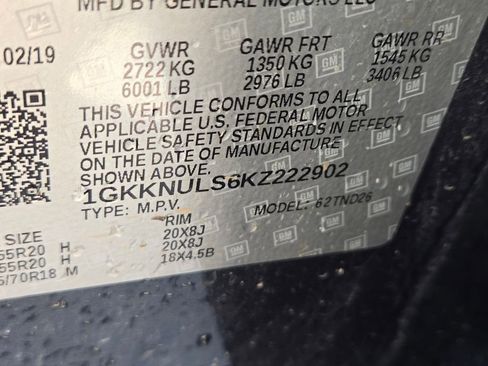 MFD BY GENERAL MOTORS LLC
02/19 GVWR GAWR FRT GAWR RR
2722 KG 1350 KG 1545 KG
6001 LB 2976 LB 3406 LB
THIS VEHICLE CONFORMS TO ALL
APPLICABLE U.S. FEDERAL MOTOR
VEHICLE SAFETY STANDARDS IN EFFECT
ON THE DATE OF MANUFACTURE
SHOWN ABOVE.
1GKKNULS6KZ222902
TYPE: M.P.V. MODEL: 62TND26
SIZE RIM
55R20 H 20X8J
55R20 H 20X8J
5/70R18 M 18X4.5B
GM